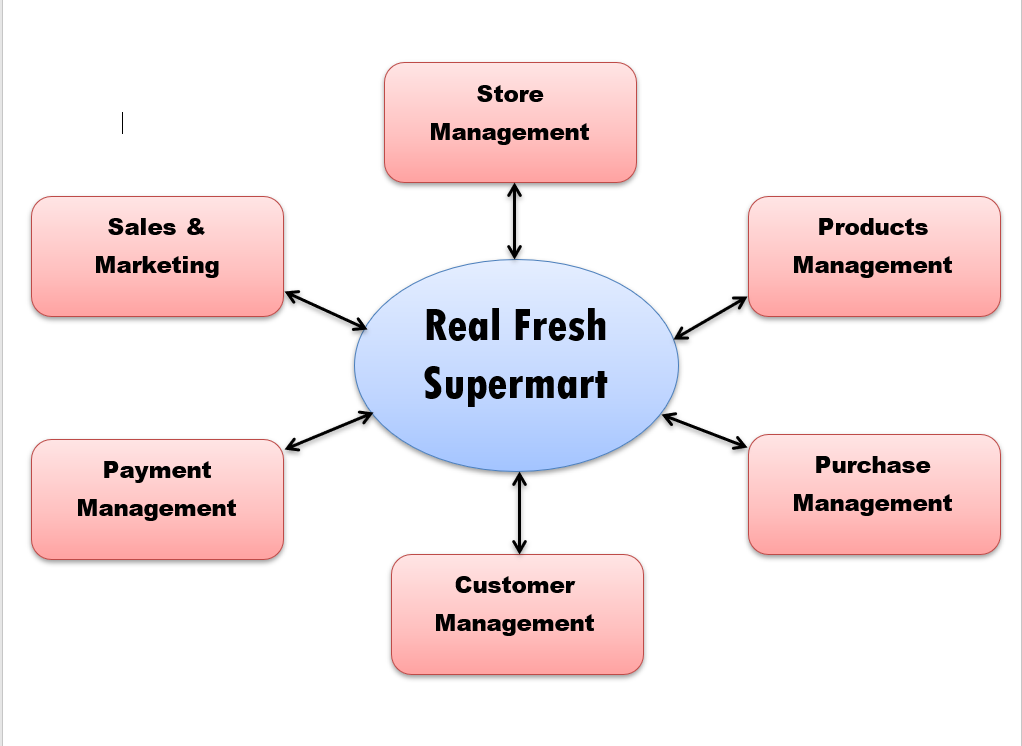 Store
Management
Sales &
Marketing
Products
Management
Real Fresh
Supermart
Payment
Management
Purchase
Management
Customer
Management